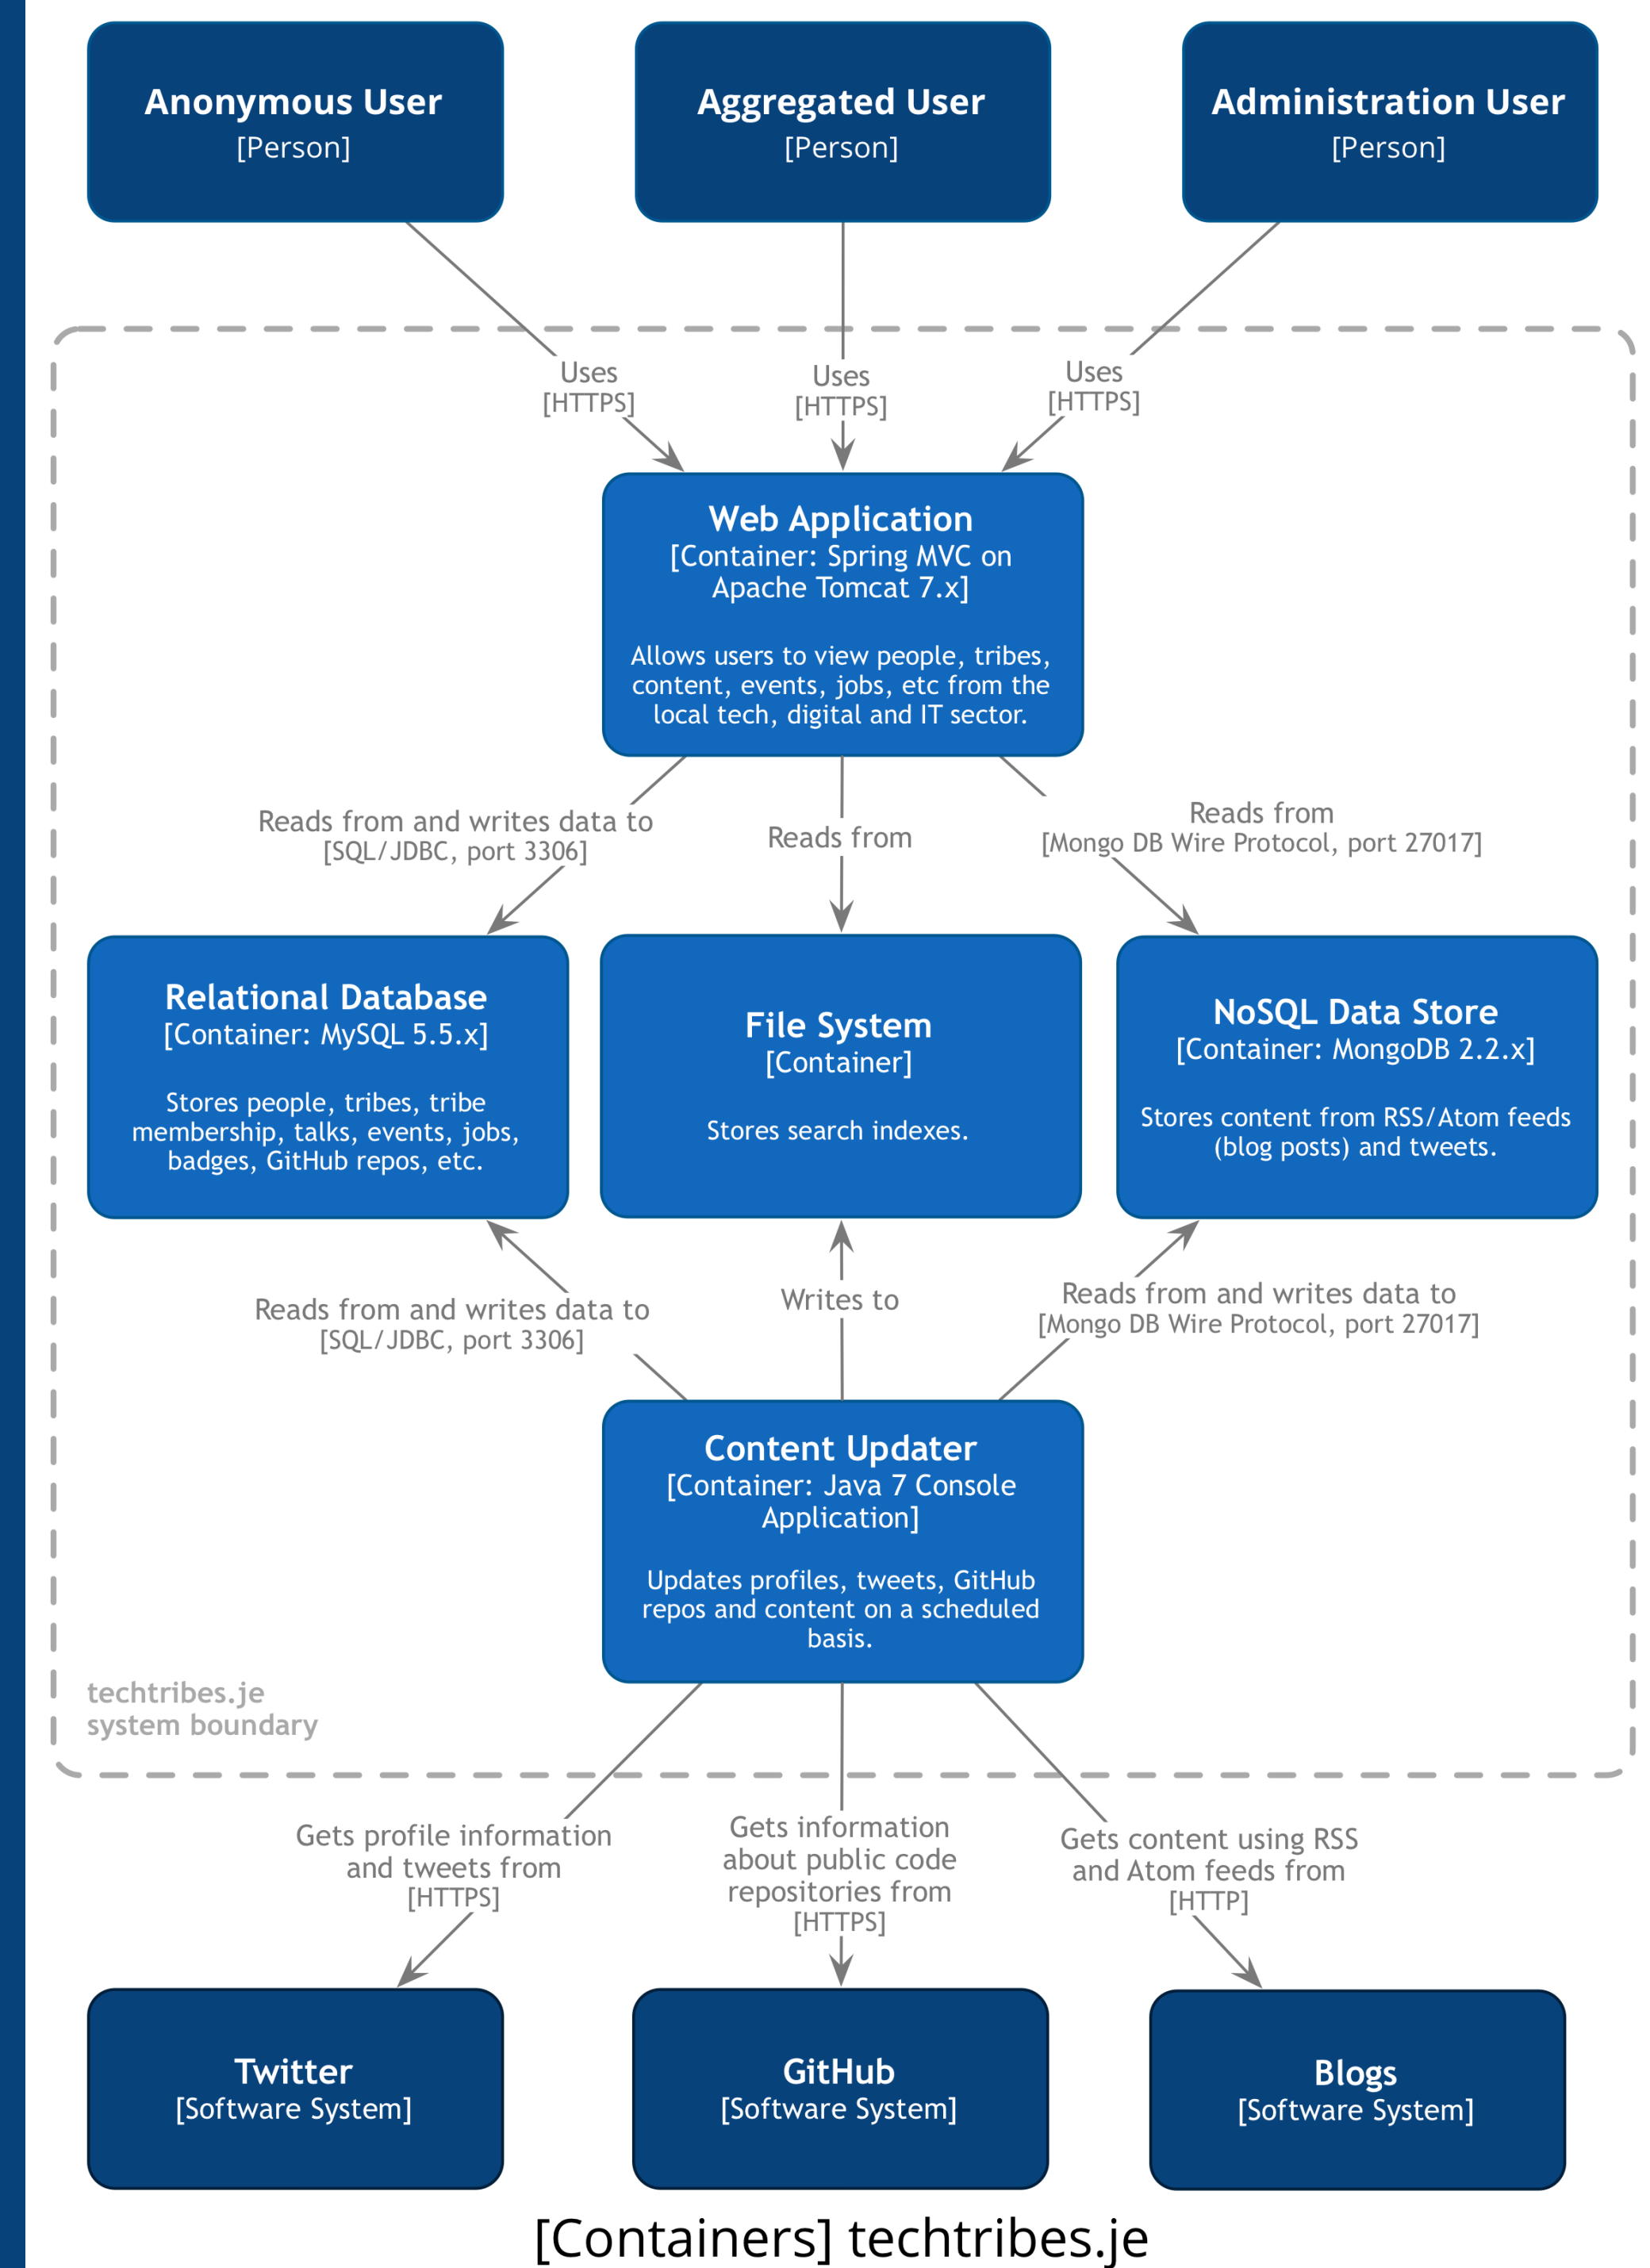 Anonymous User
[Person]
Aggregated User
[Person]
Administration User
[Person]
Uses
[HTTPS]
Uses
[HTTPS]
Uses
[HTTPS]
Web Application
[Container: Spring MVC on
Apache Tomcat 7.x]
Allows users to view people, tribes,
content, events, jobs, etc from the
local tech, digital and IT sector.
Reads from and writes data to
[SQL/JDBC, port 3306]
Reads from
Reads from
[Mongo DB Wire Protocol, port 27017]
Relational Database
[Container: MySQL 5.5.x]
Stores people, tribes, tribe
membership, talks, events, jobs,
badges, GitHub repos, etc.
File System
[Container]
Stores search indexes.
NoSQL Data Store
[Container: MongoDB 2.2.x]
Stores content from RSS/Atom feeds
(blog posts) and tweets.
Reads from and writes data to
[SQL/JDBC, port 3306]
Writes to
Reads from and writes data to
[Mongo DB Wire Protocol, port 27017]
Content Updater
[Container: Java 7 Console
Application]
Updates profiles, tweets, GitHub
repos and content on a scheduled
basis.
techtribes.je
system boundary
Gets profile information
and tweets from
[HTTPS]
Gets information
about public code
repositories from
[HTTPS]
Gets content using RSS
and Atom feeds from
[HTTP]
Twitter
[Software System]
GitHub
[Software System]
Blogs
[Software System]
[Containers] techtribes.je